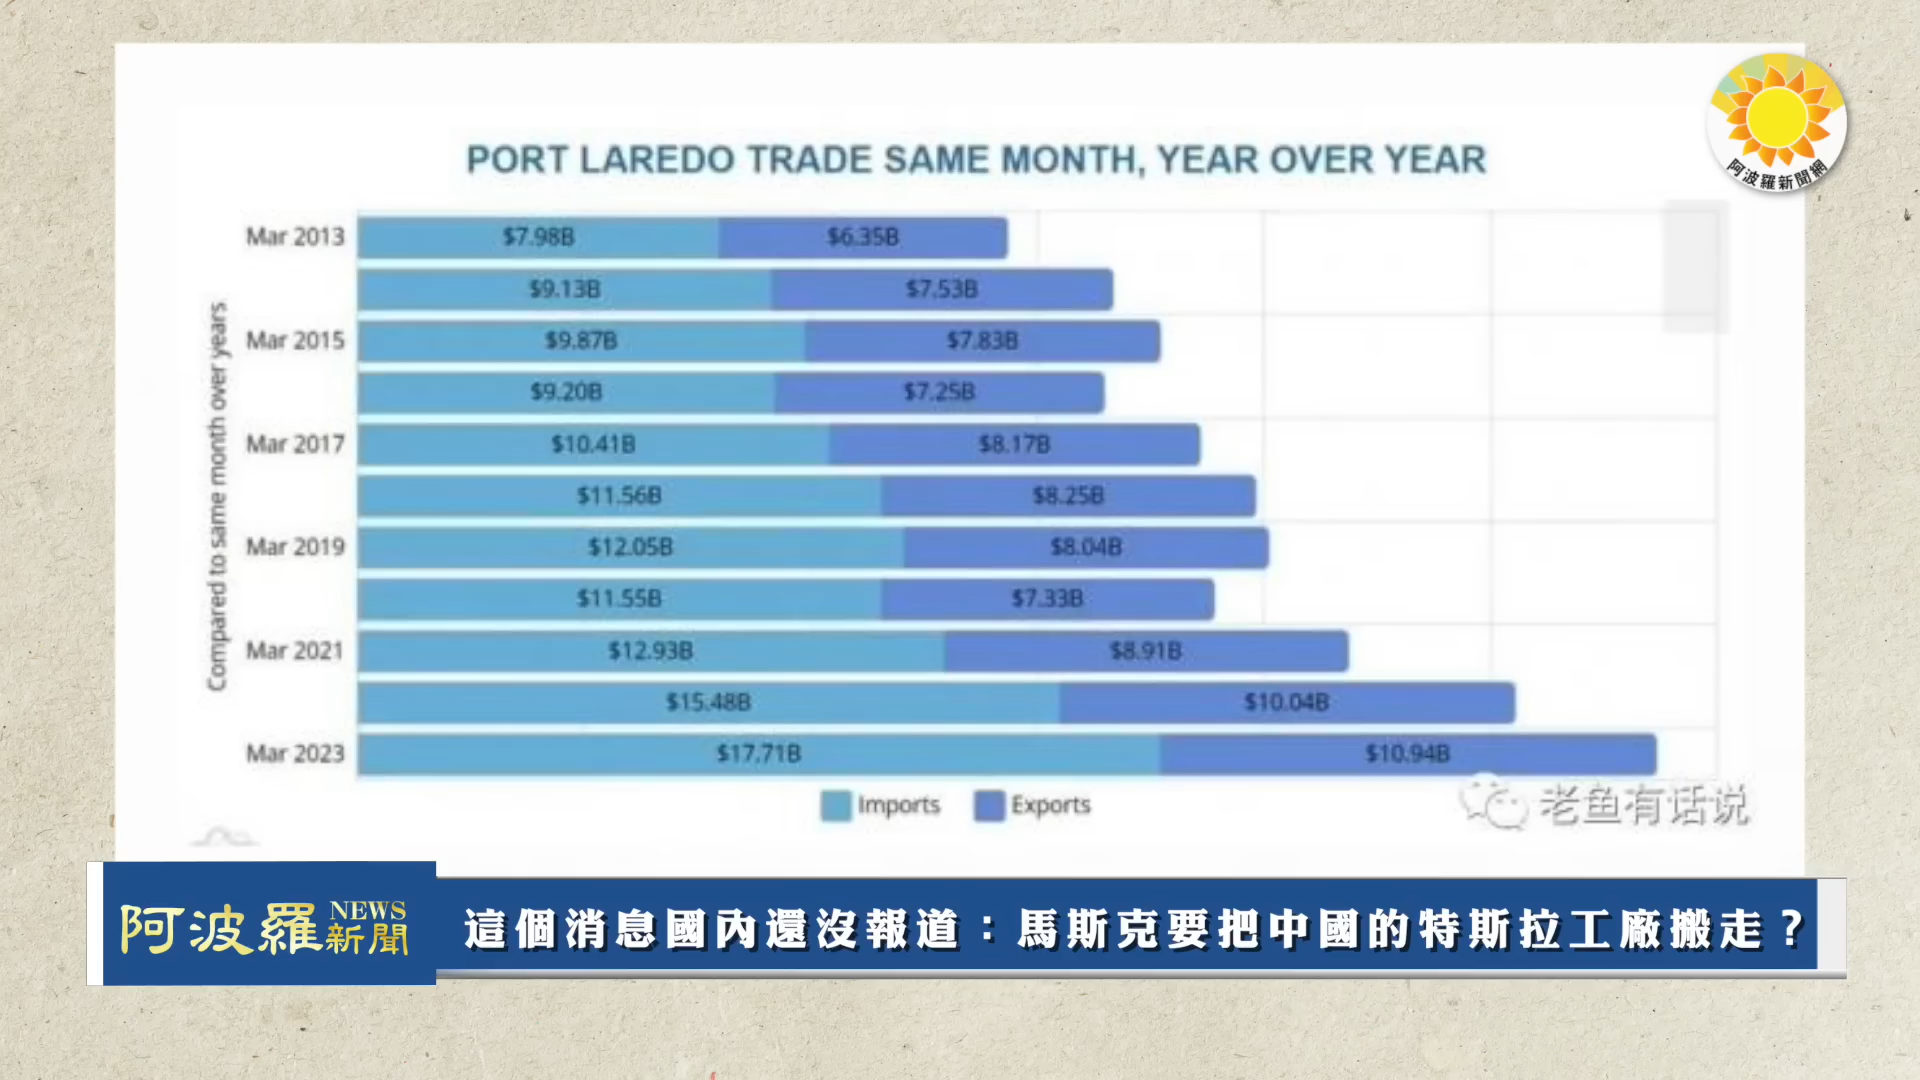 阿波羅新聞網
PORT LAREDO TRADE SAME MONTH, YEAR OVER YEAR
Compared to same month over years
Mar 2013 $7.98B $6.35B
$9.13B $7.53B
Mar 2015 $9.87B $7.83B
$9.20B $7.25B
Mar 2017 $10.41B $8.17B
$11.56B $8.25B
Mar 2019 $12.05B $8.04B
$11.55B $7.33B
Mar 2021 $12.93B $8.91B
$15.48B $10.04B
Mar 2023 $17.71B $10.94B
Imports Exports
老鱼有话说
阿波羅 NEWS 新聞
這個消息國內還沒報道：馬斯克要把中國的特斯拉工廠搬走？